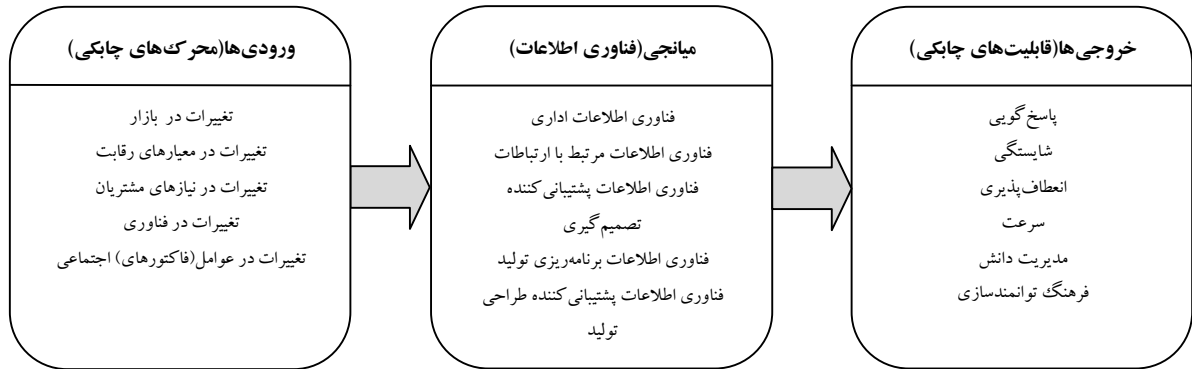 ورودی‌ها(محرک‌های چابکی)
تغییرات در بازار
تغییرات در معیارهای رقابت
تغییرات در نیازهای مشتریان
تغییرات در فناوری
تغییرات در عوامل(فاکتورهای) اجتماعی
میانجی(فناوری اطلاعات)
فناوری اطلاعات اداری
فناوری اطلاعات مرتبط با ارتباطات
فناوری اطلاعات پشتیبانی‌کننده
تصمیم‌گیری
فناوری اطلاعات برنامه‌ریزی تولید
فناوری اطلاعات پشتیبانی‌کننده طراحی
تولید
خروجی‌ها(قابلیت‌های چابکی)
پاسخ‌گویی
شایستگی
انعطاف‌پذیری
سرعت
مدیریت دانش
فرهنگ توانمندسازی